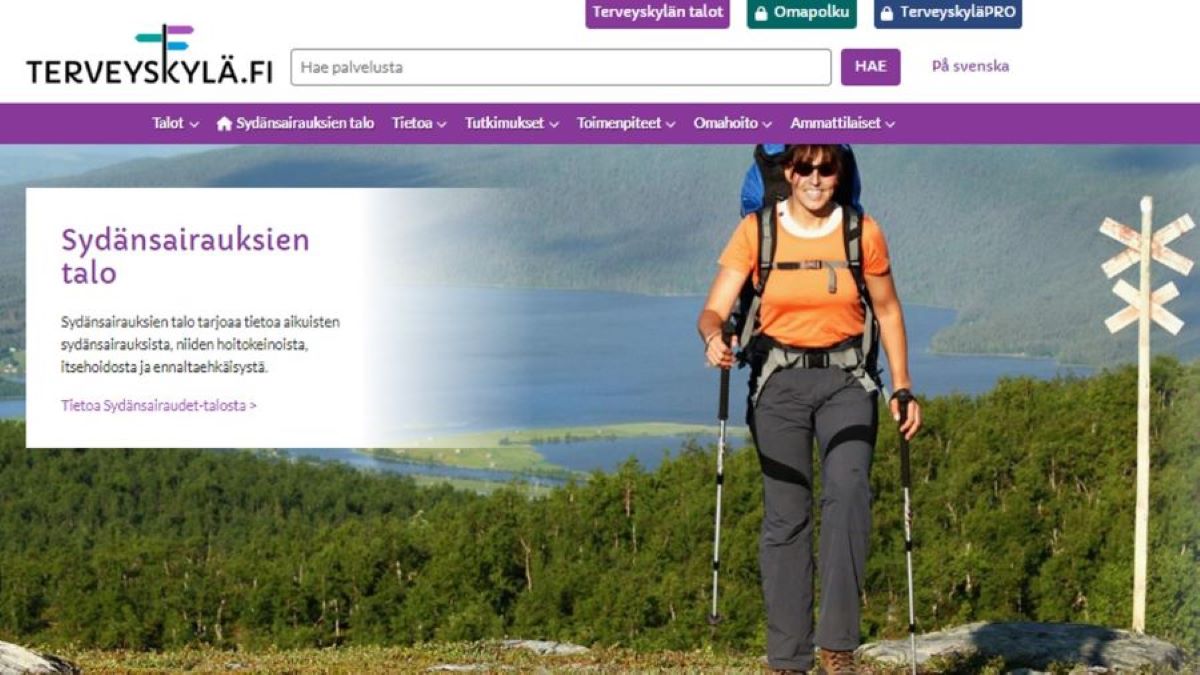 Terveyskylän talot
Omapolku
TerveyskyläPRO
TERVEYSKYLÄ.FI
Hae palvelusta
HAE
På svenska
Talot
Sydänsairauksien talo
Tietoa
Tutkimukset
Toimenpiteet
Omahoito
Ammattilaiset
Sydänsairauksien
talo
Sydänsairauksien talo tarjoaa tietoa aikuisten
sydänsairauksista, niiden hoitokeinoista,
itsehoidosta ja ennaltaehkäisystä.
Tietoa Sydänsairaudet-talosta >